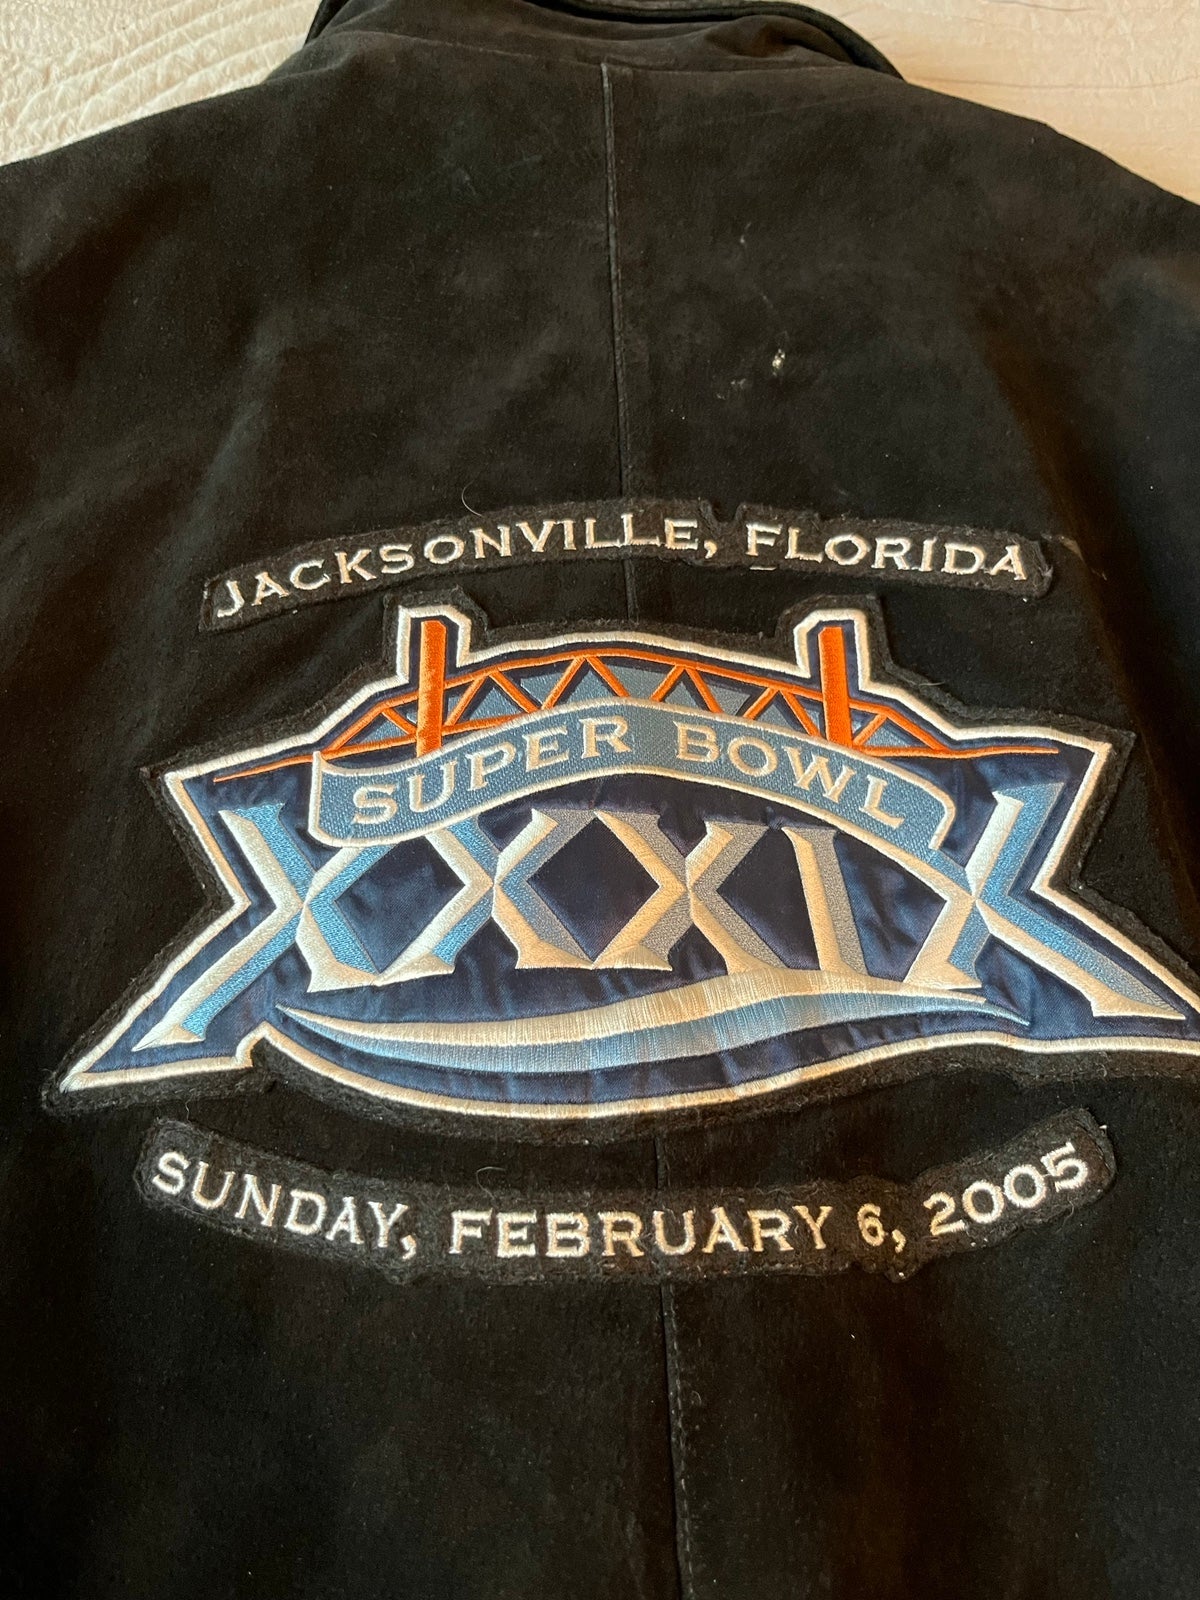 JACKSONVILLE, FLORIDA
SUPER BOWL
XXXIX
SUNDAY, FEBRUARY 6, 2005